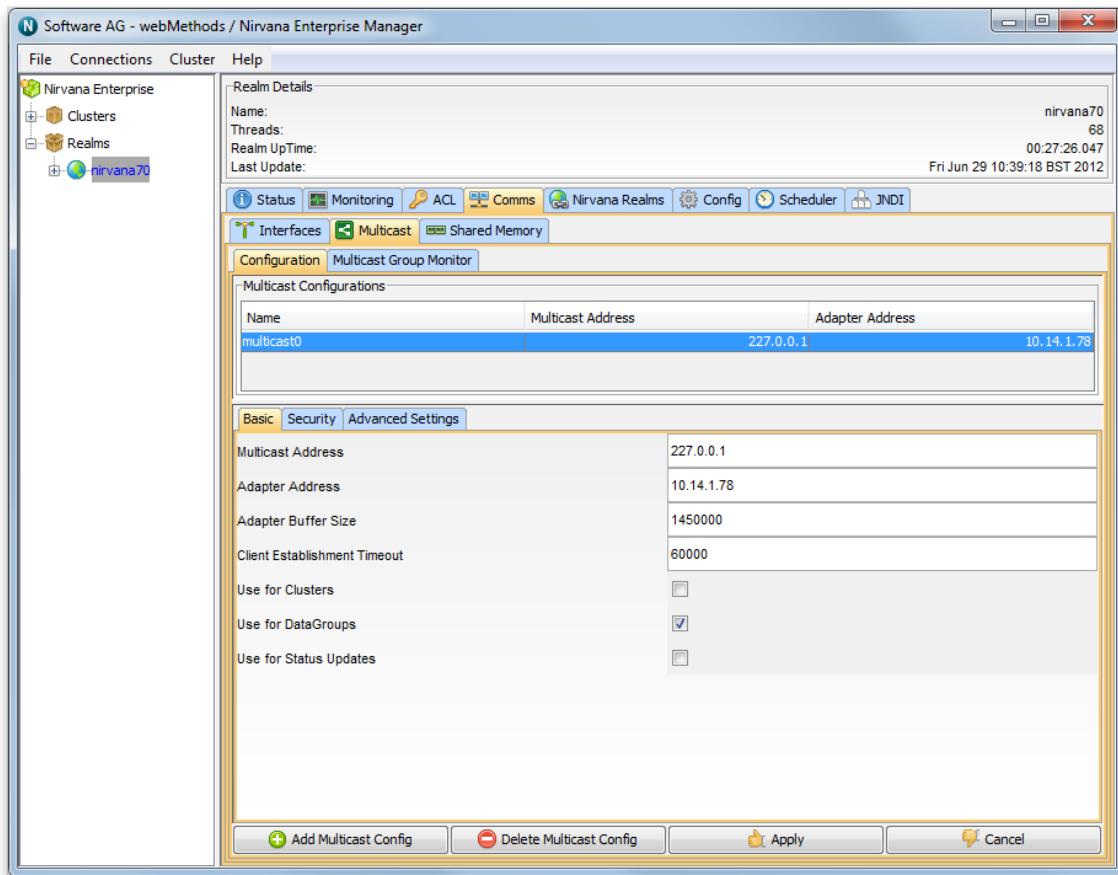 Software AG - webMethods / Nirvana Enterprise Manager
File Connections Cluster Help
Nirvana Enterprise
Clusters
Realms
nirvana70
Realm Details
Name: nirvana70
Threads: 68
Realm UpTime: 00:27:26.047
Last Update: Fri Jun 29 10:39:18 BST 2012
Status Monitoring ACL Comms Nirvana Realms Config Scheduler JNDI
Interfaces Multicast Shared Memory
Configuration Multicast Group Monitor
Multicast Configurations
Name Multicast Address Adapter Address
multicast0 227.0.0.1 10.14.1.78
Basic Security Advanced Settings
Multicast Address 227.0.0.1
Adapter Address 10.14.1.78
Adapter Buffer Size 1450000
Client Establishment Timeout 60000
Use for Clusters
Use for DataGroups
Use for Status Updates
Add Multicast Config Delete Multicast Config Apply Cancel